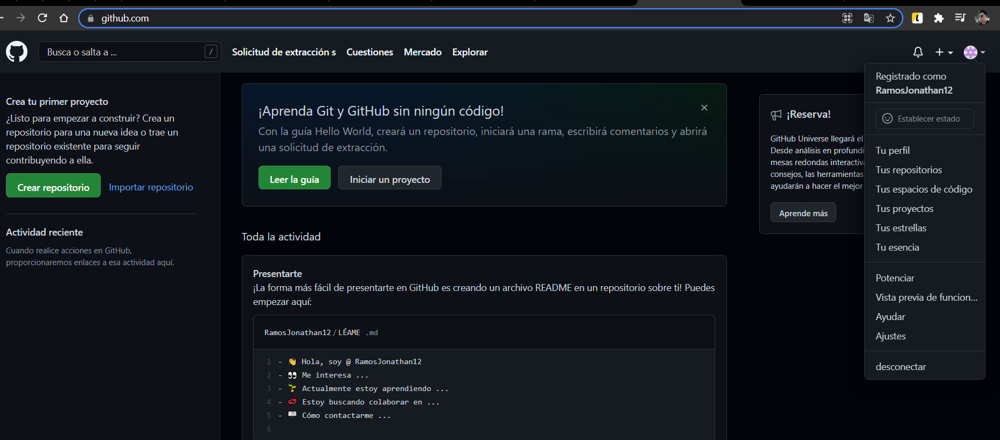 github.com
Busca o salta a ...
/
Solicitud de extracción s
Cuestiones
Mercado
Explorar
Crea tu primer proyecto
¿Listo para empezar a construir? Crea un
repositorio para una nueva idea o trae un
repositorio existente para seguir
contribuyendo a ella.
Crear repositorio
Importar repositorio
Actividad reciente
Cuando realice acciones en GitHub,
proporcionaremos enlaces a esa actividad aquí.
¡Aprenda Git y GitHub sin ningún código!
Con la guía Hello World, creará un repositorio, iniciará una rama, escribirá comentarios y abrirá
una solicitud de extracción.
Leer la guía
Iniciar un proyecto
Toda la actividad
Presentarte
¡La forma más fácil de presentarte en GitHub es creando un archivo README en un repositorio sobre ti! Puedes
empezar aquí:
RamosJonathan12 / LÉAME .md
1 - 👋 Hola, soy @ RamosJonathan12
2 - 👀 Me interesa ...
3 - 🌱 Actualmente estoy aprendiendo ...
4 - 💞️ Estoy buscando colaborar en ...
5 - 📫 Cómo contactarme ...
6
¡Reserva!
GitHub Universe llegará el
Desde análisis en profundi
mesas redondas interactiva
consejos, las herramientas
ayudarán a hacer el mejor
Aprende más
Registrado como
RamosJonathan12
Establecer estado
Tu perfil
Tus repositorios
Tus espacios de código
Tus proyectos
Tus estrellas
Tu esencia
Potenciar
Vista previa de funcion...
Ayudar
Ajustes
desconectar